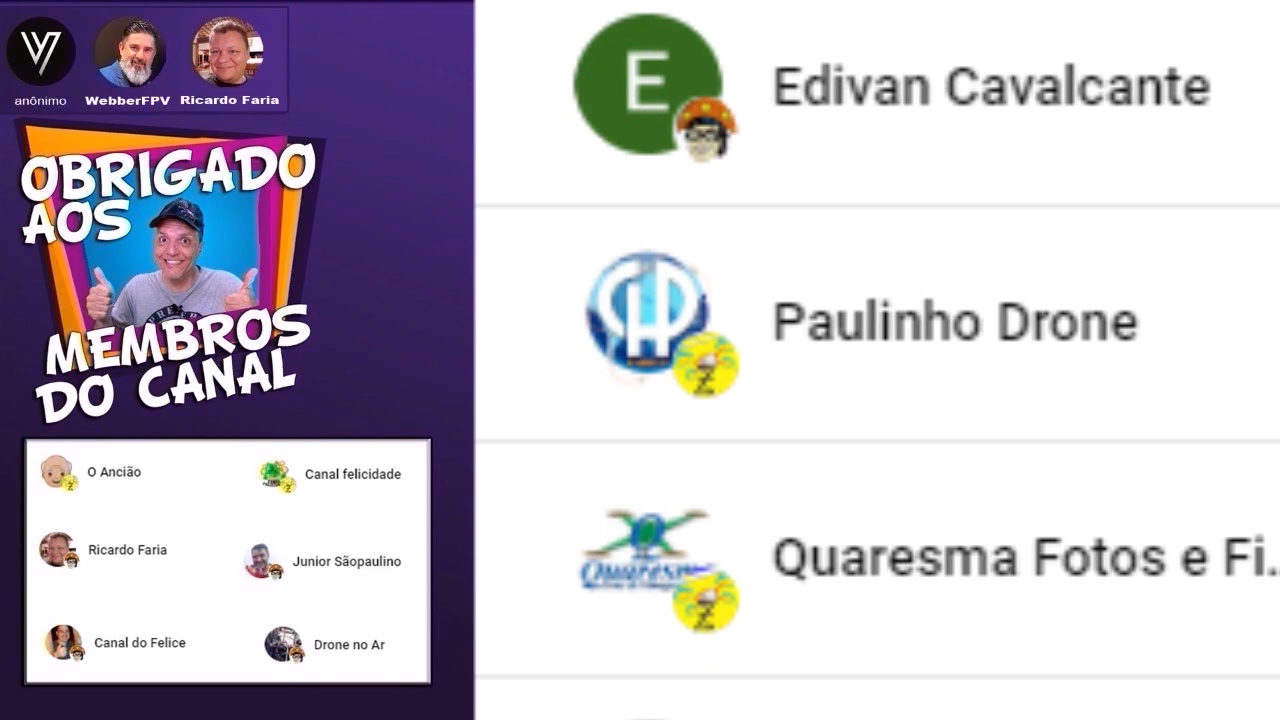 anônimo
WebberFPV
Ricardo Faria
OBRIGADO
AOS
MEMBROS
DO CANAL
O Ancião
Canal felicidade
Ricardo Faria
Junior Sãopaulino
Canal do Felice
Drone no Ar
E
Edivan Cavalcante
Paulinho Drone
Quaresma
Quaresma Fotos e Fi...